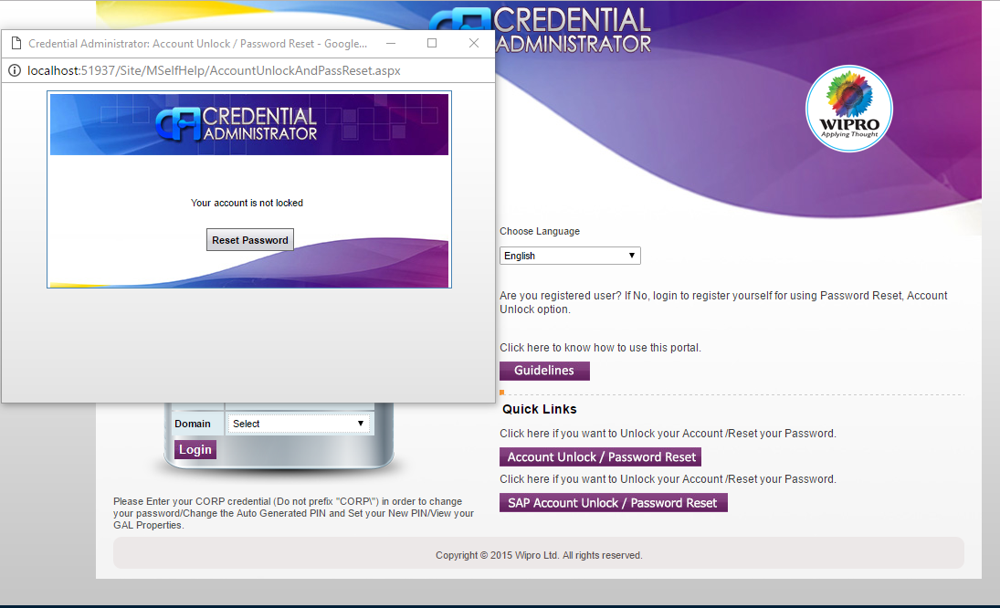 CREDENTIAL
ADMINISTRATOR
Credential Administrator: Account Unlock / Password Reset - Google...
localhost:51937/Site/MSelfHelp/AccountUnlockAndPassReset.aspx
CREDENTIAL
ADMINISTRATOR
Your account is not locked
Reset Password
WIPRO
Applying Thought
Choose Language
English
Are you registered user? If No, login to register yourself for using Password Reset, Account
Unlock option.
Click here to know how to use this portal.
Guidelines
Quick Links
Click here if you want to Unlock your Account /Reset your Password.
Account Unlock / Password Reset
Click here if you want to Unlock your Account /Reset your Password.
SAP Account Unlock / Password Reset
Domain
Select
Login
Please Enter your CORP credential (Do not prefix "CORP\") in order to change
your password/Change the Auto Generated PIN and Set your New PIN/View your
GAL Properties.
Copyright © 2015 Wipro Ltd. All rights reserved.